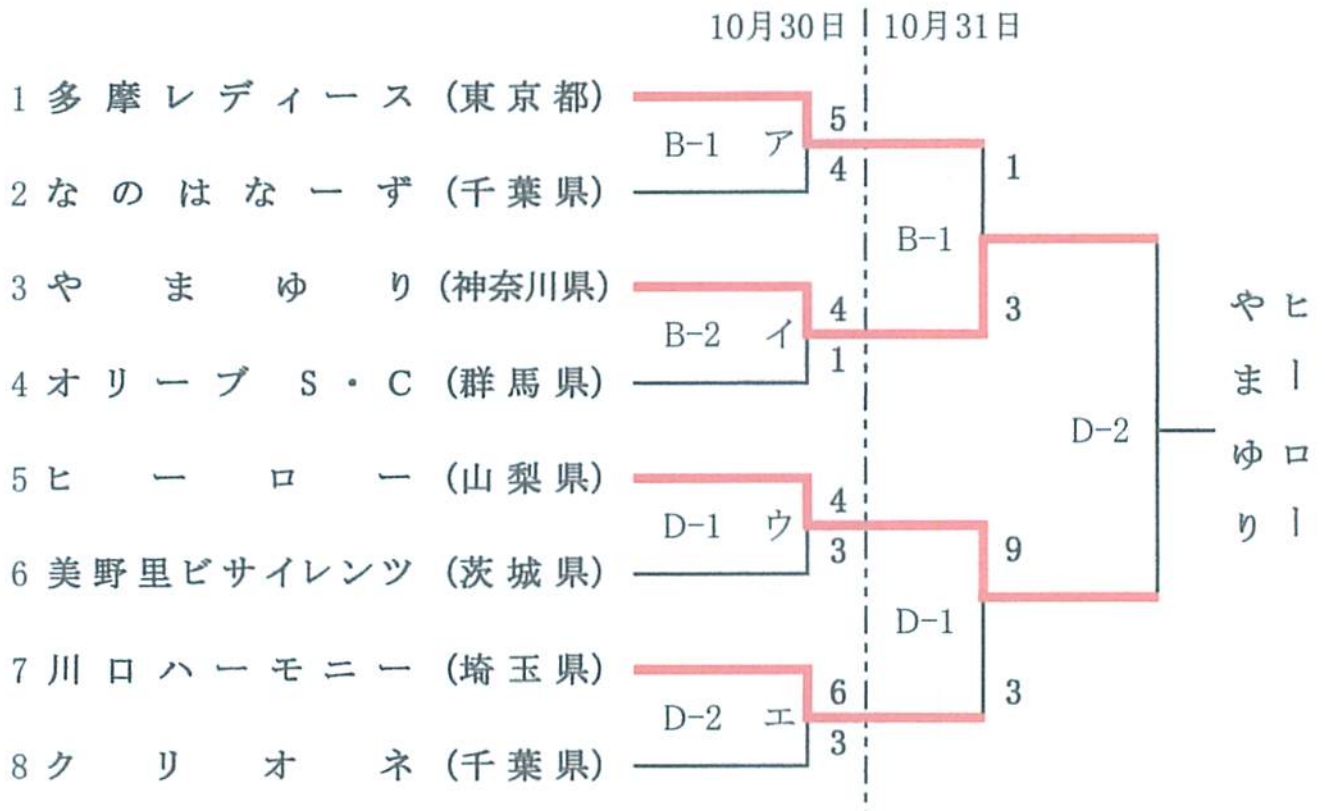 10月30日 10月31日
1 多摩レディース (東京都)
5
B-1 ア
4
1
2 なのはなーず (千葉県)
B-1
3 やまゆり (神奈川県)
4
3
B-2 イ
1
4 オリーブ S・C (群馬県)
D-2
ヒーロー
やまゆり
5 ヒーロー (山梨県)
4
D-1 ウ
3
9
6 美野里ビサイレンツ (茨城県)
D-1
7 川口ハーモニー (埼玉県)
6
3
D-2 エ
3
8 クリオネ (千葉県)